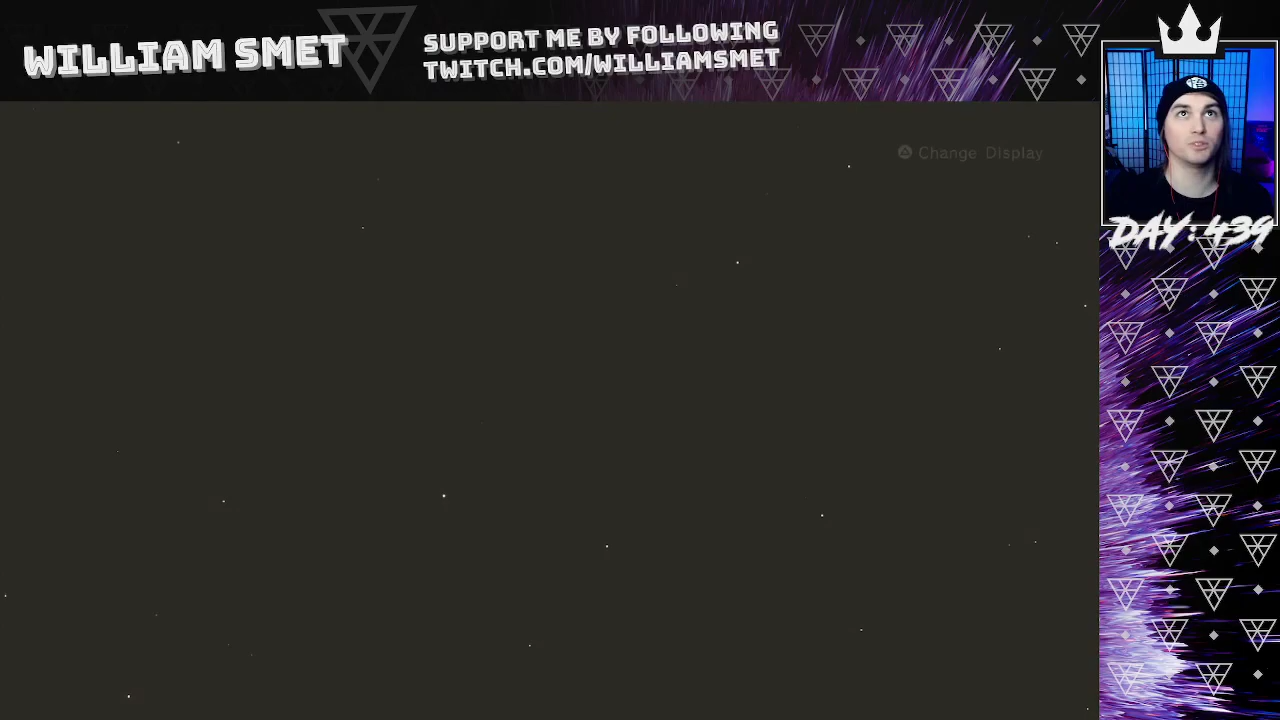 WILLIAM SMET
SUPPORT ME BY FOLLOWING
TWITCH.COM/WILLIAMSMET
Change Display
DAY:439